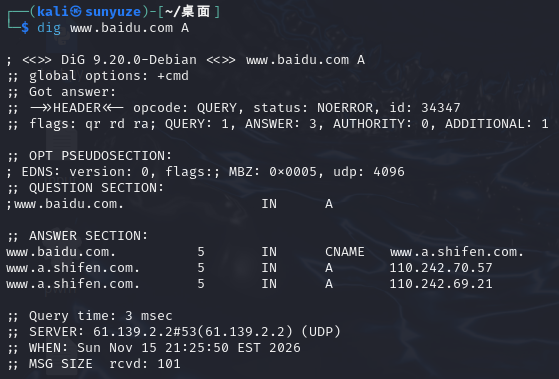 ┌──(kali㉿sunyuze)-[~/桌面]
└─$ dig www.baidu.com A

; <<>> DiG 9.20.0-Debian <<>> www.baidu.com A
;; global options: +cmd
;; Got answer:
;; ->>HEADER<<- opcode: QUERY, status: NOERROR, id: 34347
;; flags: qr rd ra; QUERY: 1, ANSWER: 3, AUTHORITY: 0, ADDITIONAL: 1

;; OPT PSEUDOSECTION:
; EDNS: version: 0, flags:; MBZ: 0x0005, udp: 4096
;; QUESTION SECTION:
;www.baidu.com. IN A

;; ANSWER SECTION:
www.baidu.com. 5 IN CNAME www.a.shifen.com.
www.a.shifen.com. 5 IN A 110.242.70.57
www.a.shifen.com. 5 IN A 110.242.69.21

;; Query time: 3 msec
;; SERVER: 61.139.2.2#53(61.139.2.2) (UDP)
;; WHEN: Sun Nov 15 21:25:50 EST 2026
;; MSG SIZE rcvd: 101